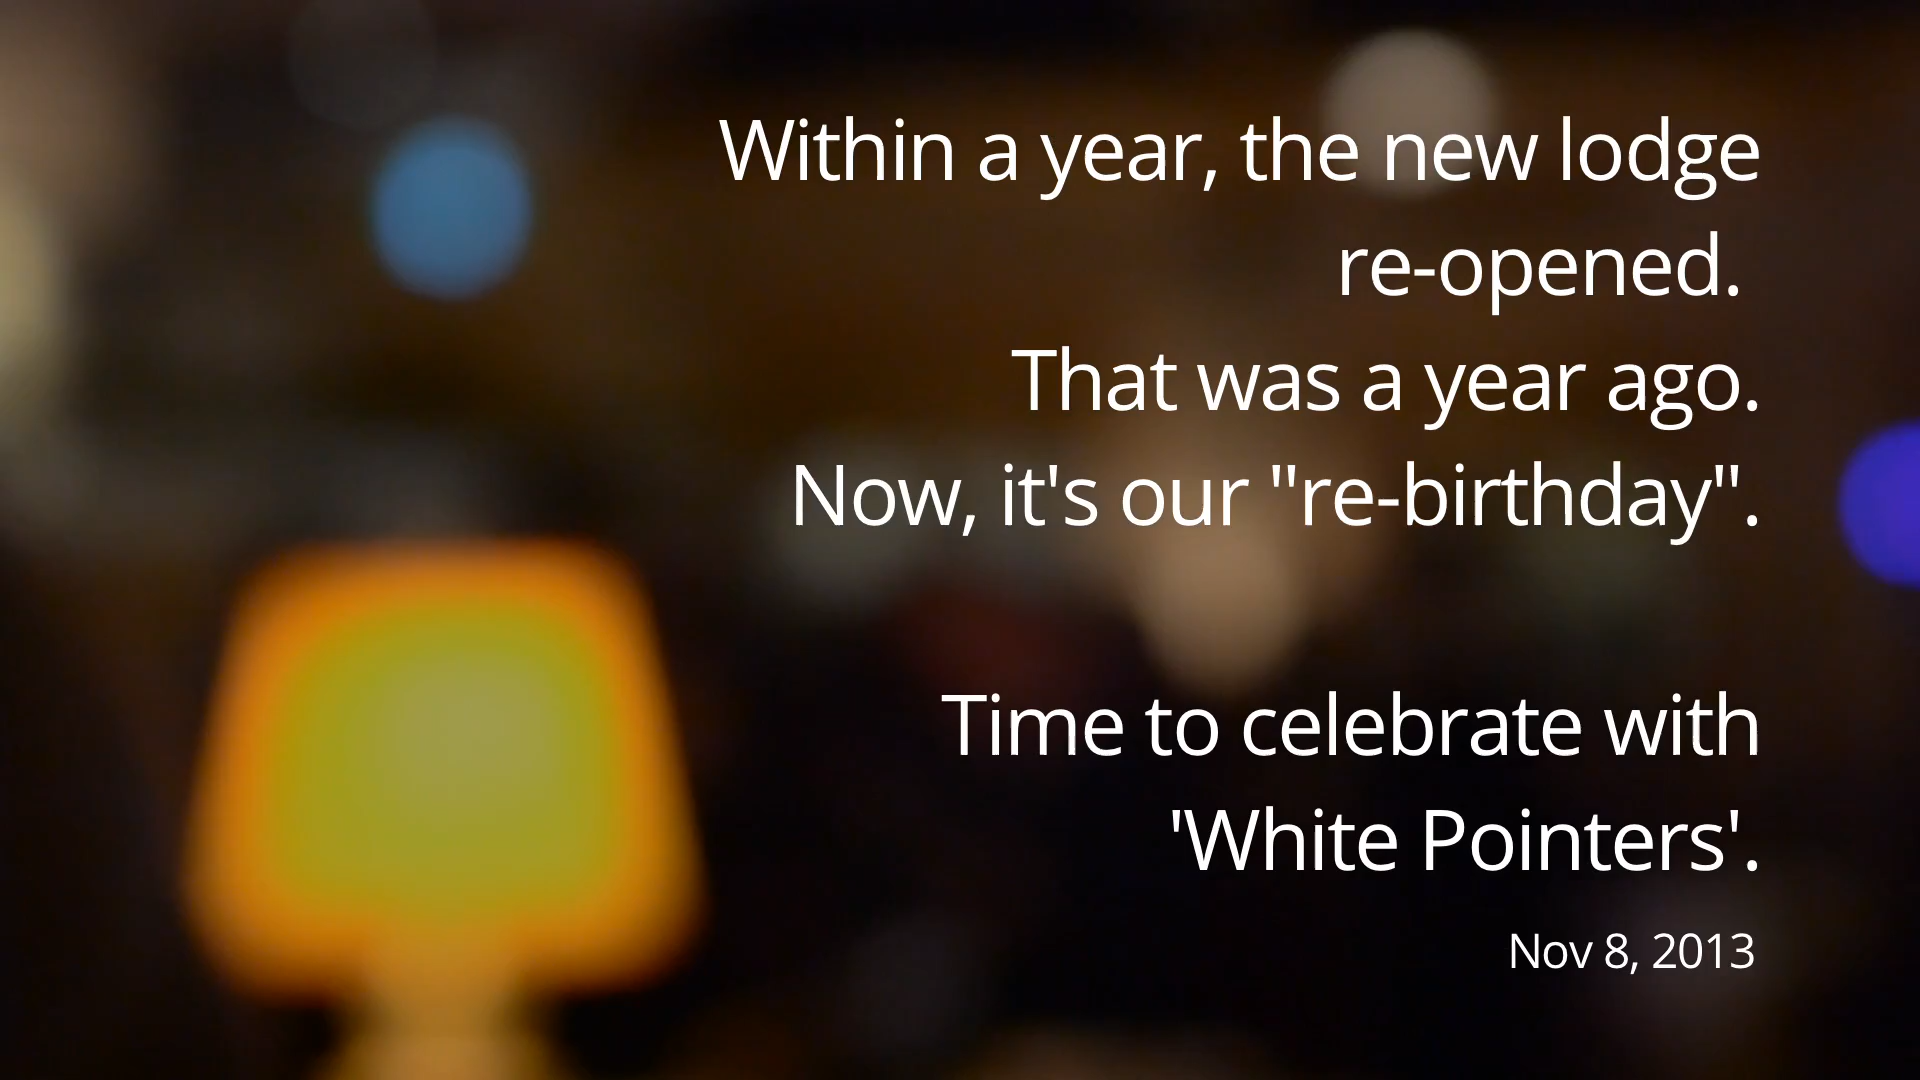 Within a year, the new lodge
re-opened.
That was a year ago.
Now, it's our "re-birthday".
Time to celebrate with
'White Pointers'.
Nov 8, 2013